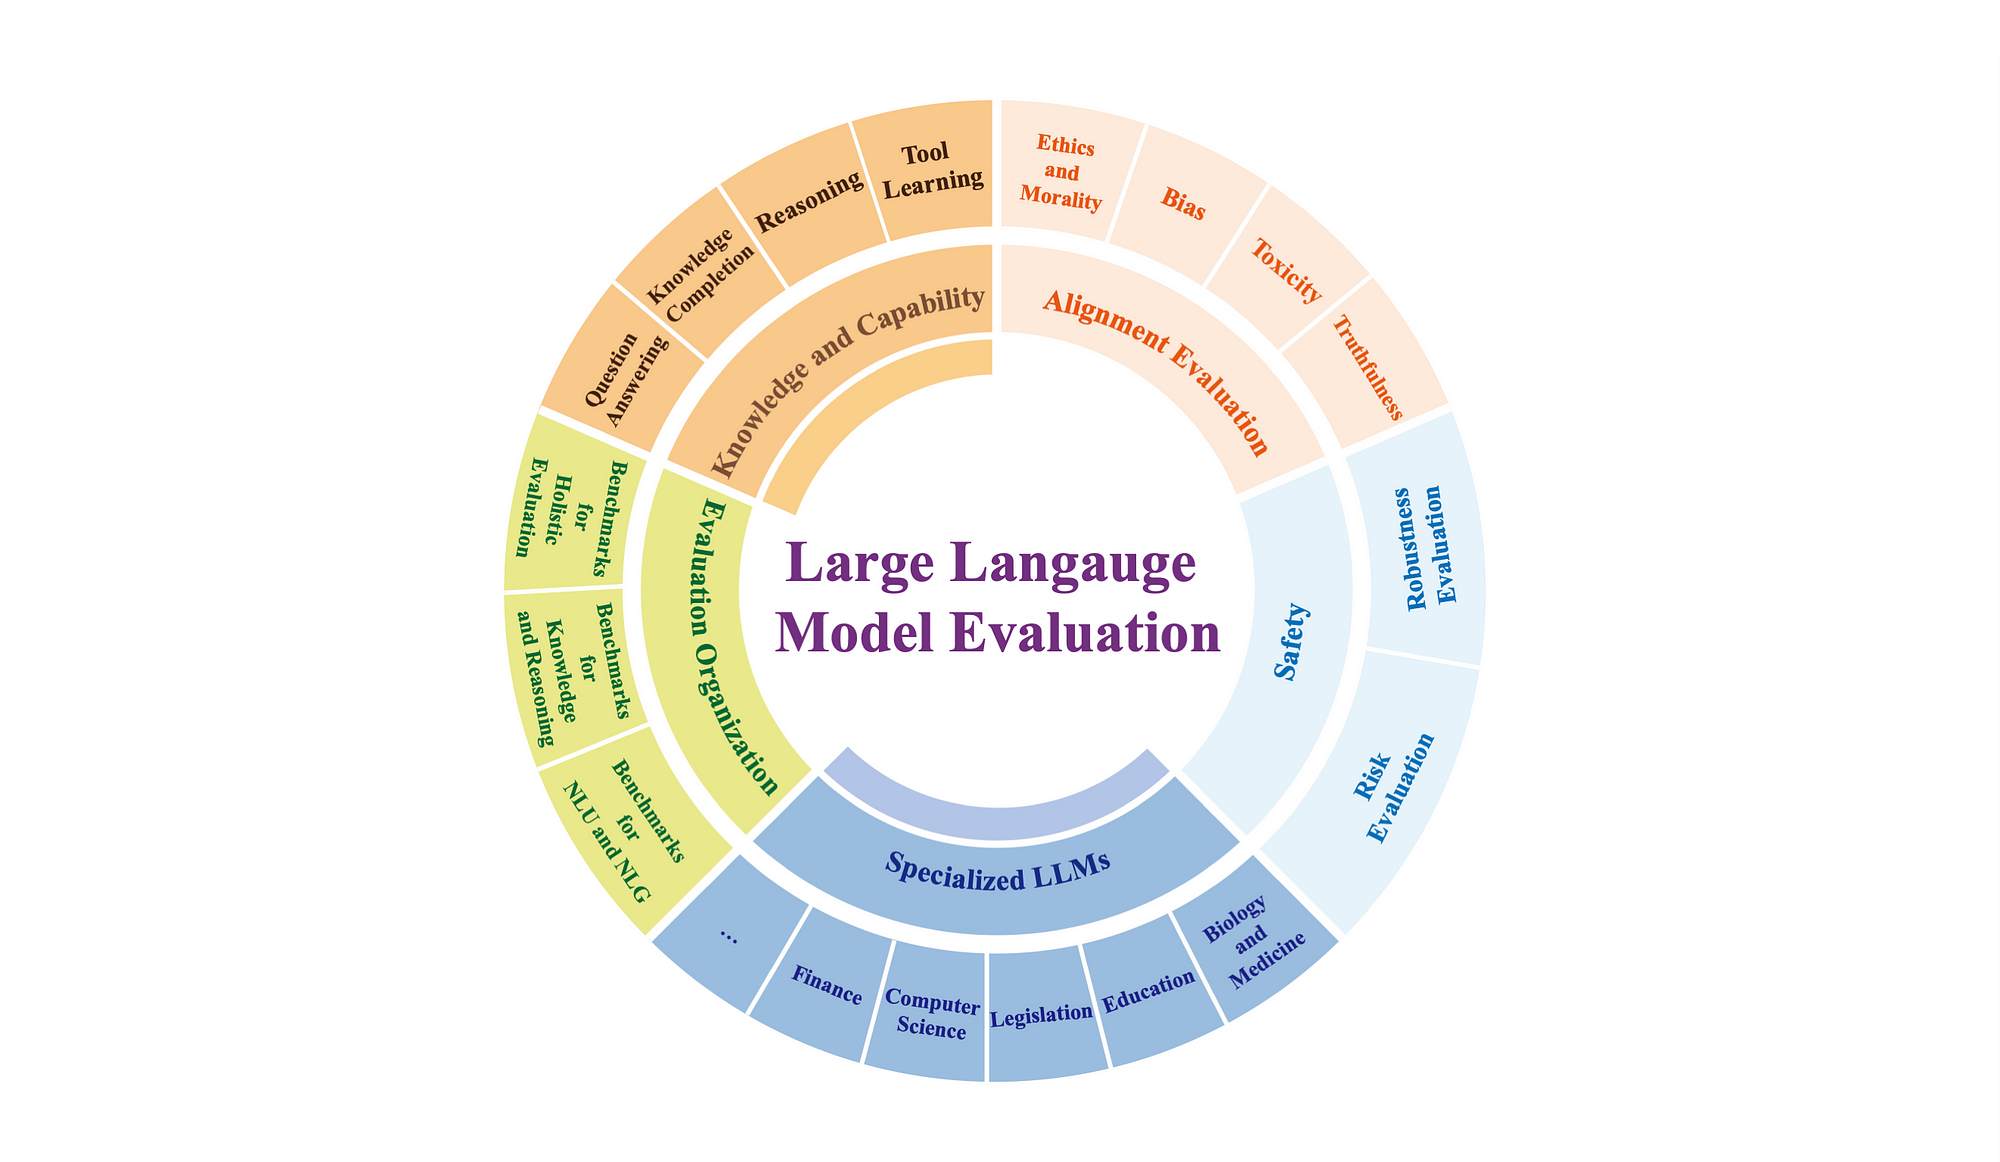 Large Langauge
Model Evaluation
Knowledge and Capability
Question
Answering
Knowledge
Completion
Reasoning
Tool
Learning
Alignment Evaluation
Ethics
and
Morality
Bias
Toxicity
Truthfulness
Safety
Robustness
Evaluation
Risk
Evaluation
Specialized LLMs
Biology
and
Medicine
Education
Legislation
Computer
Science
Finance
...
Evaluation Organization
Benchmarks
for
NLU and NLG
Benchmarks
for
Knowledge
and Reasoning
Benchmarks
for
Holistic
Evaluation